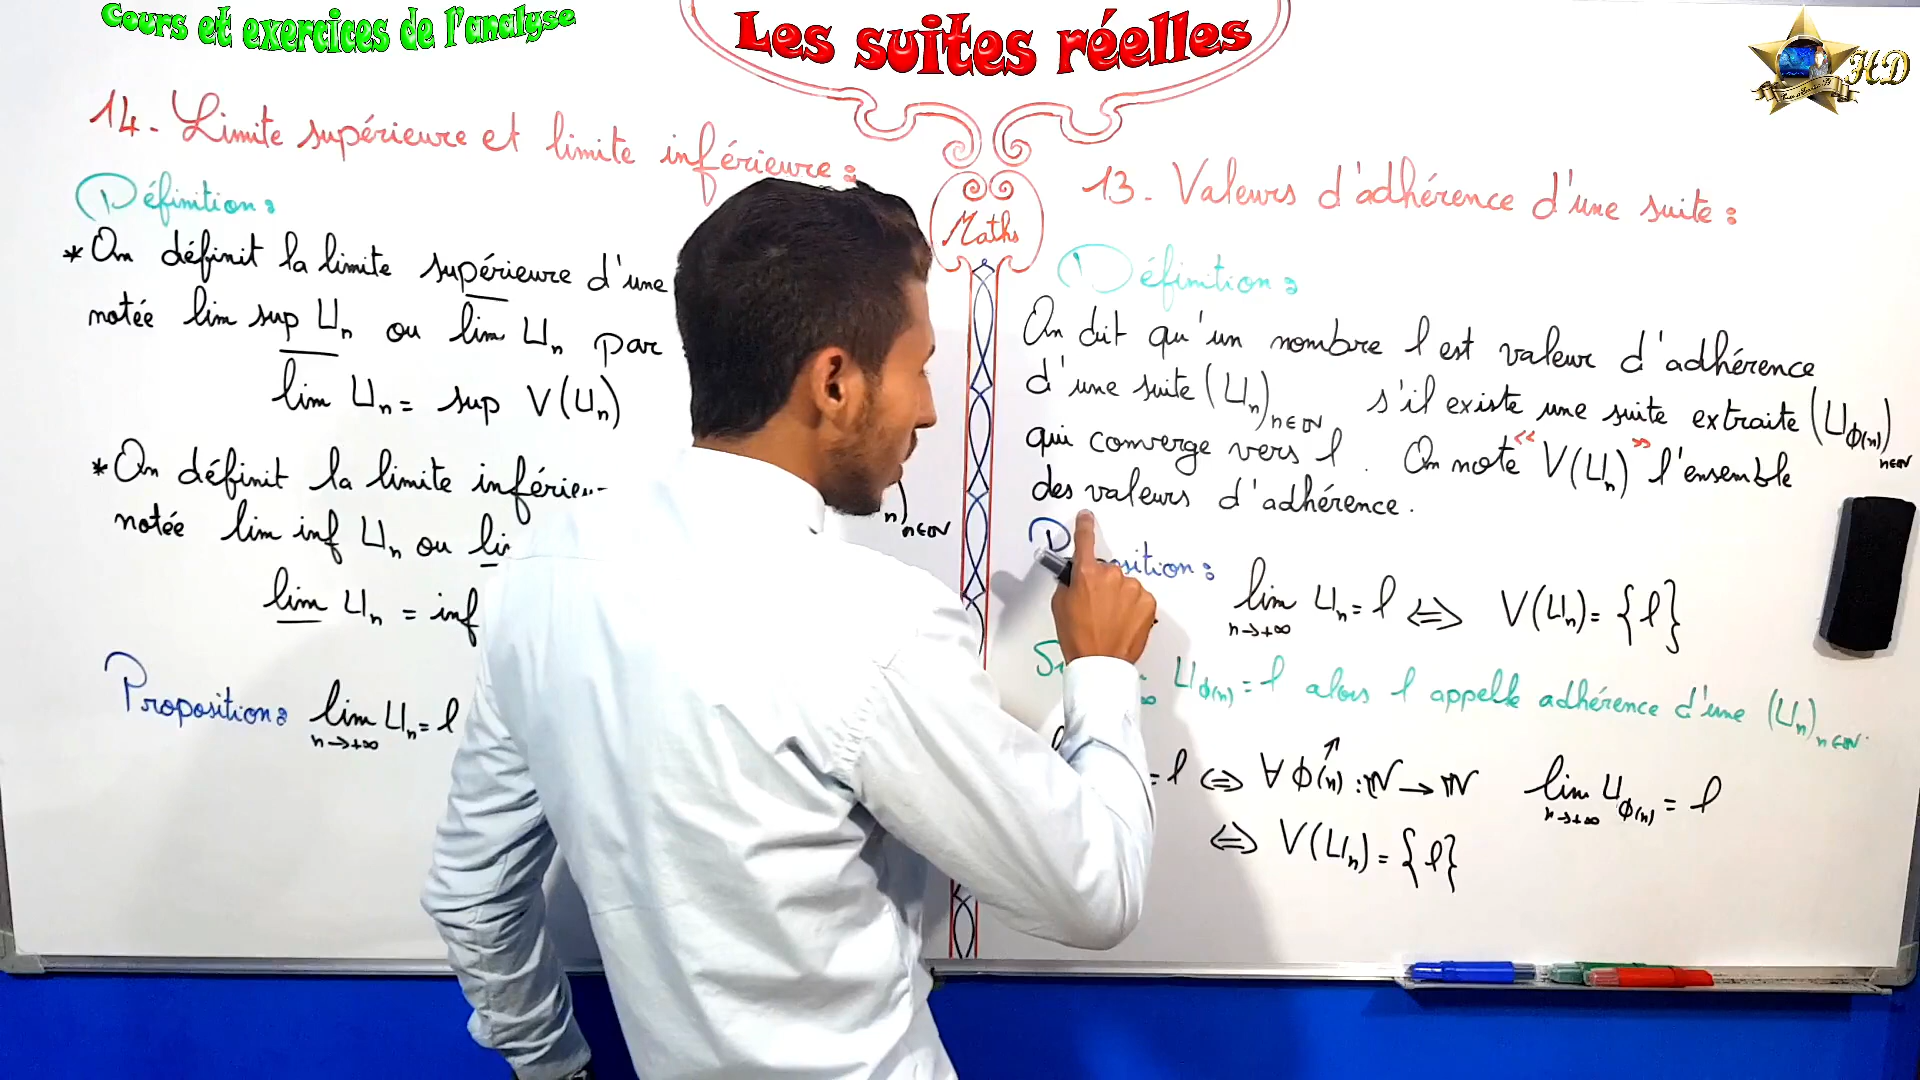 Cours et exercices de l'analyse
Les suites réelles
HD
14. Limite supérieure et limite inférieure :
Définition :
* On définit la limite supérieure d'une
notée lim sup Un ou lim Un par
lim Un = sup V(Un)
* On définit la limite
notée lim inf Un ou
lim Un = inf
Proposition : lim Un = l
n→+∞
n)n∈ℕ
Maths
13. Valeurs d'adhérence d'une suite :
Définition :
On dit qu'un nombre l est valeur d'adhérence
d'une suite (Un)n∈ℕ s'il existe une suite extraite (Uϕ(n))n∈ℕ
qui converge vers l. On note « V(Un) » l'ensemble
des valeurs d'adhérence.
lim Un = l ⇔ V(Un) = {l}
n→+∞
Uϕ(n) = l alors l appelle adhérence d'une (Un)n∈ℕ.
= l ⇔ ∀ ϕ(n)↗ : ℕ → ℕ lim Uϕ(n) = l
n→+∞
⇔ V(Un) = {l}